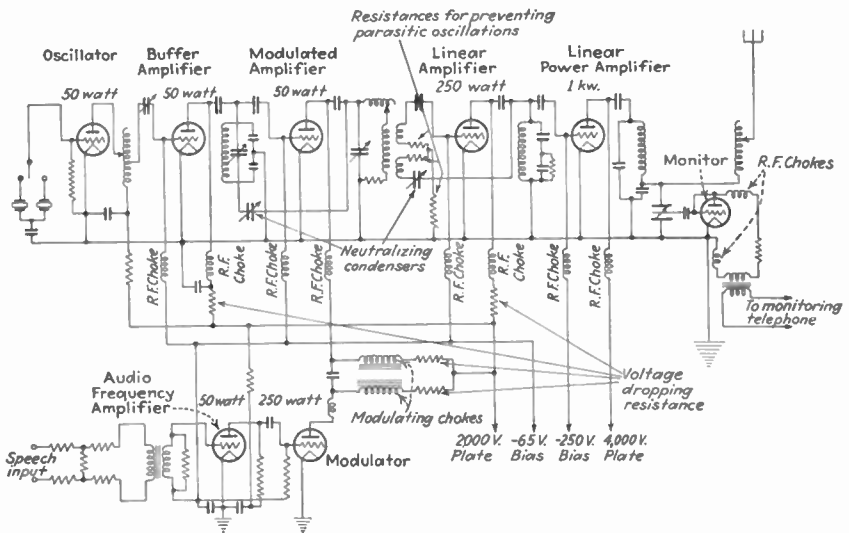 Resistances for preventing
parasitic oscillations
Oscillator
50 watt
Buffer
Amplifier
50 watt
Modulated
Amplifier
50 watt
Linear
Amplifier
250 watt
Linear
Power Amplifier
1 kw.
Monitor
R.F. Chokes
Neutralizing
condensers
R.F. Choke
R.F.
Choke
R.F. Choke
R.F. Choke
R.F.
Choke
R.F. Choke
R.F. Choke
To monitoring
telephone
Voltage
dropping
resistance
Modulating chokes
Audio
Frequency
Amplifier
50 watt
250 watt
Modulator
Speech
input
2000 V.
Plate
-65 V.
Bias
-250 V.
Bias
4,000 V.
Plate